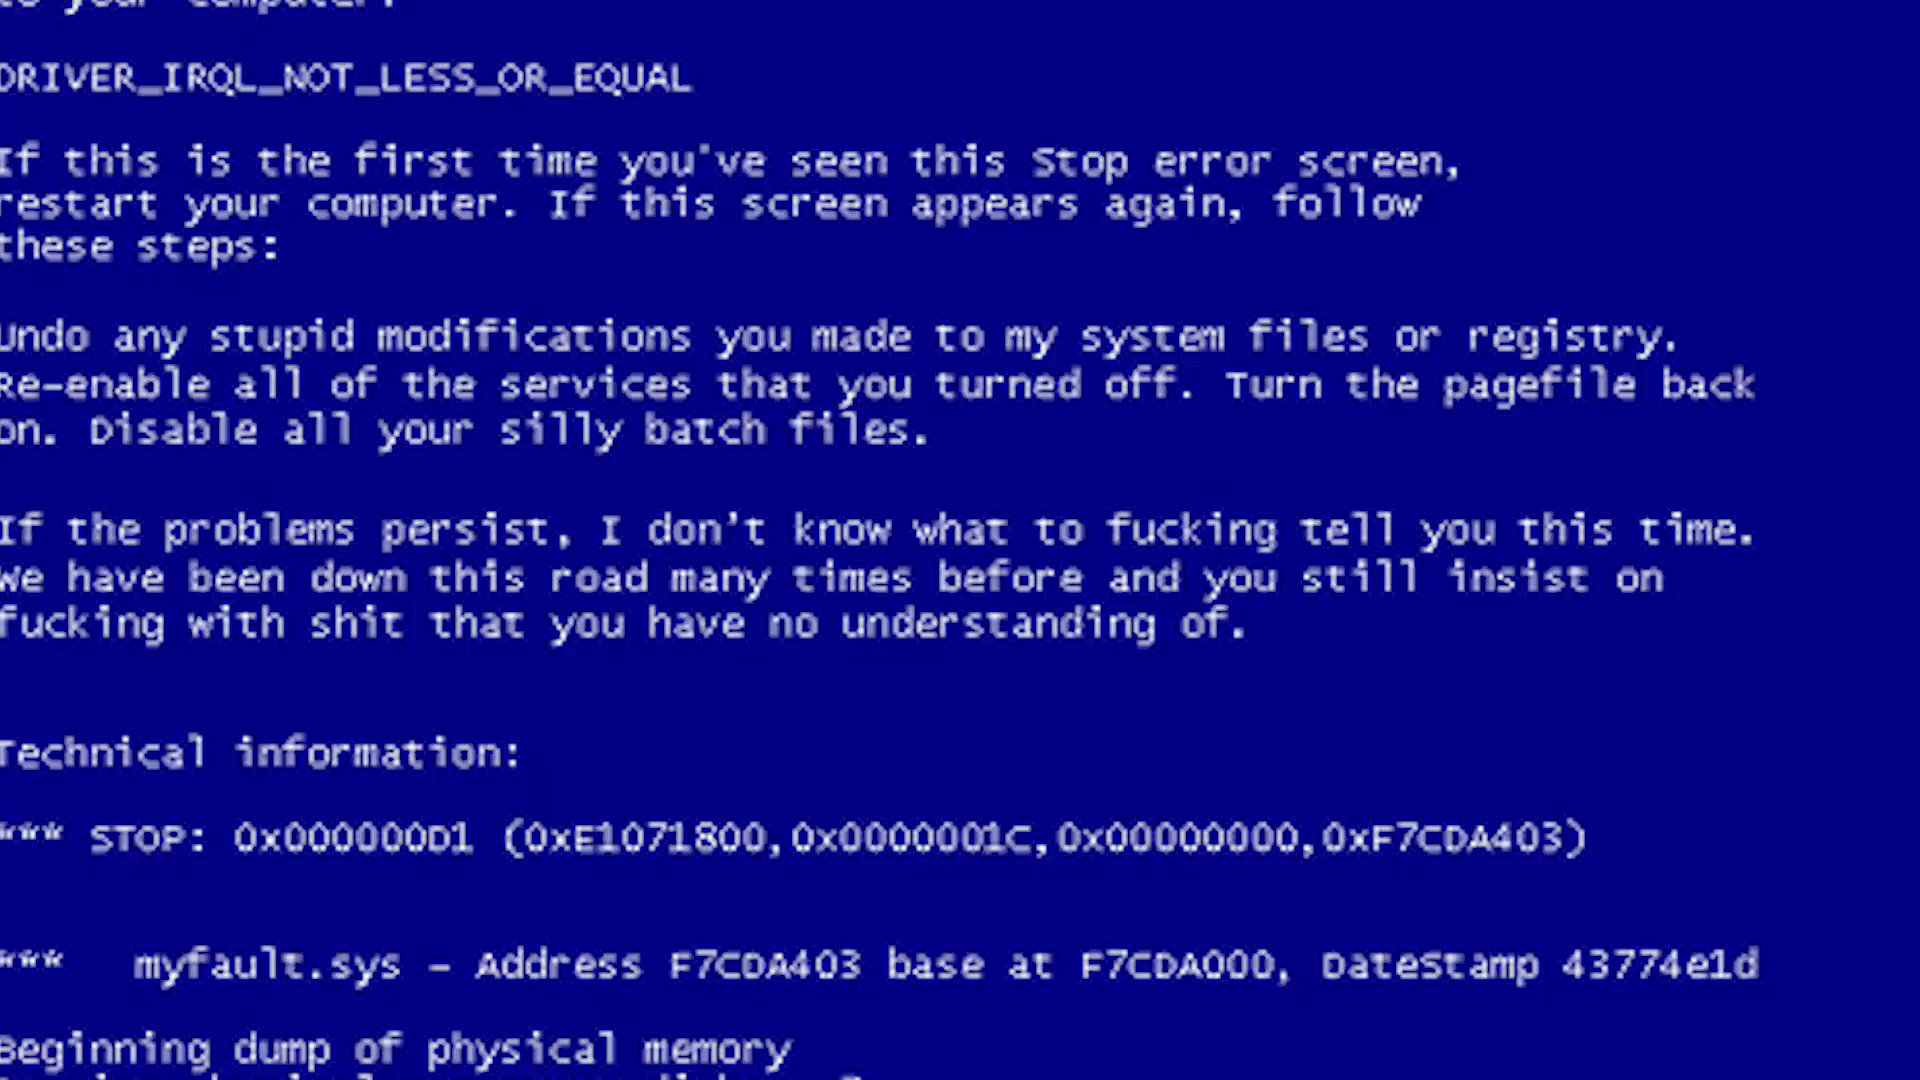 to your computer.
DRIVER_IRQL_NOT_LESS_OR_EQUAL
If this is the first time you've seen this Stop error screen,
restart your computer. If this screen appears again, follow
these steps:
Undo any stupid modifications you made to my system files or registry.
Re-enable all of the services that you turned off. Turn the pagefile back
on. Disable all your silly batch files.
If the problems persist, I don't know what to fucking tell you this time.
We have been down this road many times before and you still insist on
fucking with shit that you have no understanding of.
Technical information:
*** STOP: 0x000000D1 (0xE1071800,0x0000001C,0x00000000,0xF7CDA403)
*** myfault.sys - Address F7CDA403 base at F7CDA000, DateStamp 43774e1d
Beginning dump of physical memory